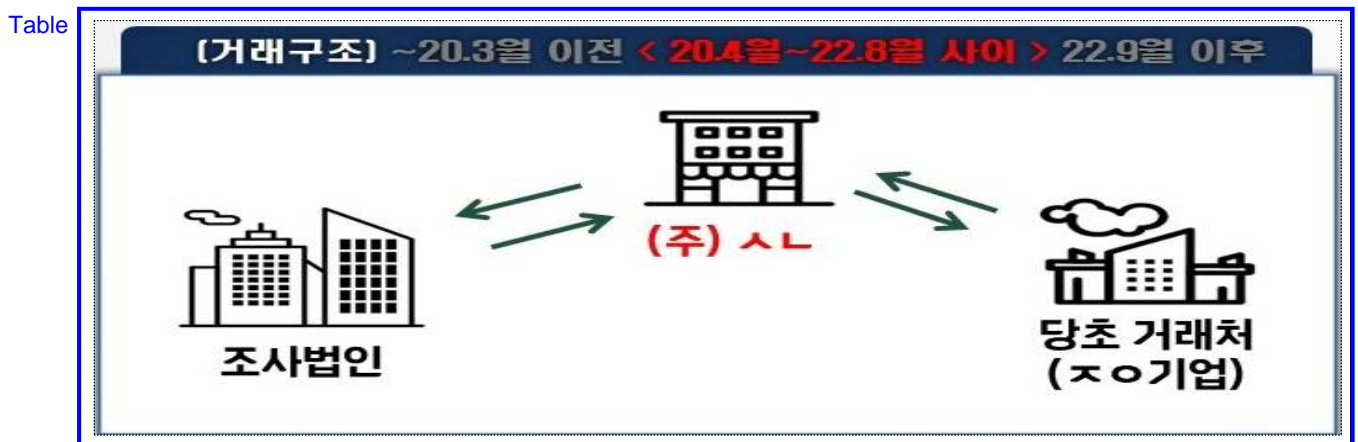 Table
(거래구조) ~20.3월 이전 < 20.4월~22.8월 사이 > 22.9월 이후
(주) ㅅㄴ
조사법인
당초 거래처
(ㅈㅇ기업)